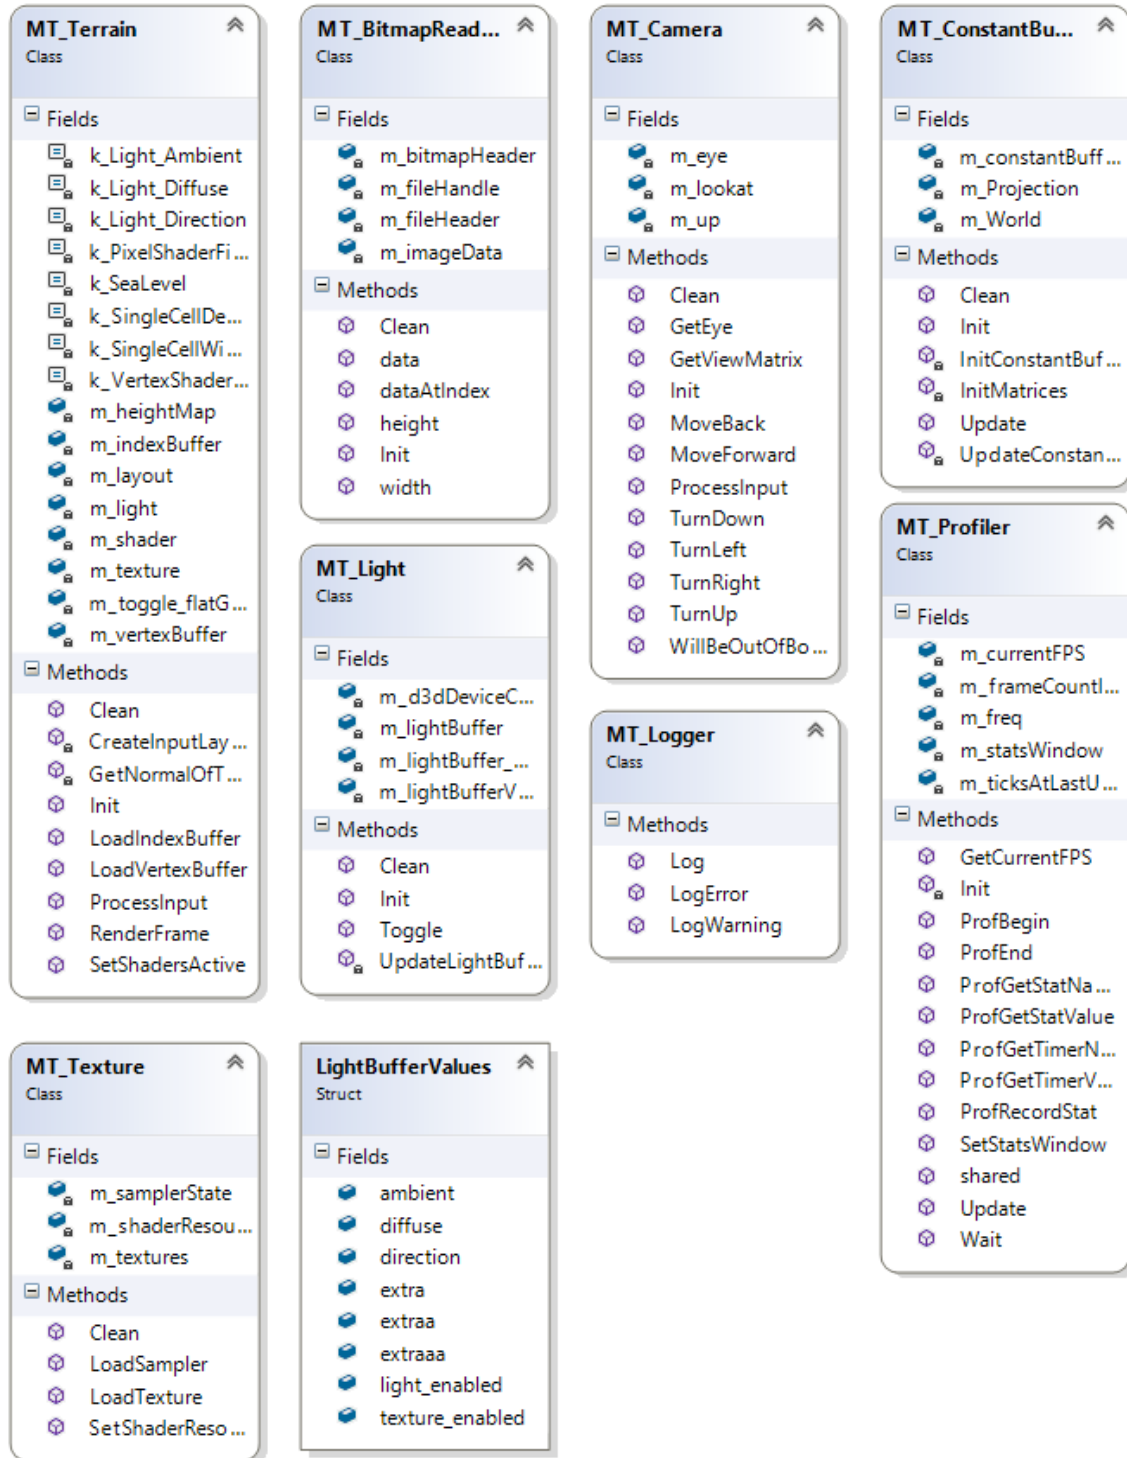 MT_Terrain
Class
Fields
k_Light_Ambient
k_Light_Diffuse
k_Light_Direction
k_PixelShaderFi...
k_SeaLevel
k_SingleCellDe...
k_SingleCellWi...
k_VertexShader...
m_heightMap
m_indexBuffer
m_layout
m_light
m_shader
m_texture
m_toggle_flatG...
m_vertexBuffer
Methods
Clean
CreateInputLay...
GetNormalOfT...
Init
LoadIndexBuffer
LoadVertexBuffer
ProcessInput
RenderFrame
SetShadersActive
MT_BitmapRead...
Class
Fields
m_bitmapHeader
m_fileHandle
m_fileHeader
m_imageData
Methods
Clean
data
dataAtIndex
height
Init
width
MT_Camera
Class
Fields
m_eye
m_lookat
m_up
Methods
Clean
GetEye
GetViewMatrix
Init
MoveBack
MoveForward
ProcessInput
TurnDown
TurnLeft
TurnRight
TurnUp
WillBeOutOfBo...
MT_ConstantBu...
Class
Fields
m_constantBuff...
m_Projection
m_World
Methods
Clean
Init
InitConstantBuf...
InitMatrices
Update
UpdateConstan...
MT_Light
Class
Fields
m_d3dDeviceC...
m_lightBuffer
m_lightBuffer_...
m_lightBufferV...
Methods
Clean
Init
Toggle
UpdateLightBuf...
MT_Logger
Class
Methods
Log
LogError
LogWarning
MT_Profiler
Class
Fields
m_currentFPS
m_frameCountI...
m_freq
m_statsWindow
m_ticksAtLastU...
Methods
GetCurrentFPS
Init
ProfBegin
ProfEnd
ProfGetStatNa...
ProfGetStatValue
ProfGetTimerN...
ProfGetTimerV...
ProfRecordStat
SetStatsWindow
shared
Update
Wait
MT_Texture
Class
Fields
m_samplerState
m_shaderResou...
m_textures
Methods
Clean
LoadSampler
LoadTexture
SetShaderReso...
LightBufferValues
Struct
Fields
ambient
diffuse
direction
extra
extraa
extraaa
light_enabled
texture_enabled